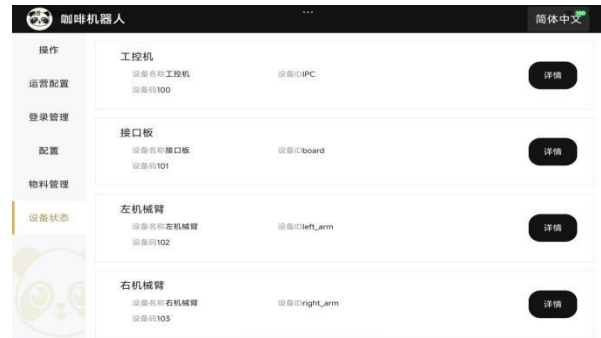 咖啡机器人
简体中文
操作
运营配置
登录管理
配置
物料管理
设备状态
工控机
设备名称工控机 设备IDIPC
设备码100
详情
接口板
设备名称接口板 设备IDboard
设备码101
详情
左机械臂
设备名称左机械臂 设备IDleft_arm
设备码102
详情
右机械臂
设备名称右机械臂 设备IDright_arm
设备码103
详情